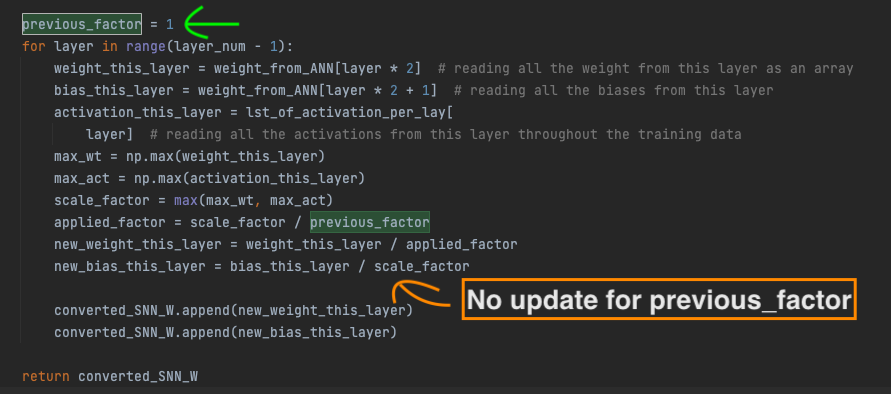 previous_factor = 1
for layer in range(layer_num - 1):
    weight_this_layer = weight_from_ANN[layer * 2]  # reading all the weight from this layer as an array
    bias_this_layer = weight_from_ANN[layer * 2 + 1]  # reading all the biases from this layer
    activation_this_layer = lst_of_activation_per_lay[
        layer]  # reading all the activations from this layer throughout the training data
    max_wt = np.max(weight_this_layer)
    max_act = np.max(activation_this_layer)
    scale_factor = max(max_wt, max_act)
    applied_factor = scale_factor / previous_factor
    new_weight_this_layer = weight_this_layer / applied_factor
    new_bias_this_layer = bias_this_layer / scale_factor
No update for previous_factor
    converted_SNN_W.append(new_weight_this_layer)
    converted_SNN_W.append(new_bias_this_layer)
return converted_SNN_W